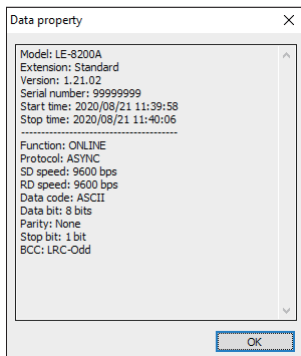 Data property
Model: LE-8200A
Extension: Standard
Version: 1.21.02
Serial number: 99999999
Start time: 2020/08/21 11:39:58
Stop time: 2020/08/21 11:40:06
--------------------------------------
Function: ONLINE
Protocol: ASYNC
SD speed: 9600 bps
RD speed: 9600 bps
Data code: ASCII
Data bit: 8 bits
Parity: None
Stop bit: 1 bit
BCC: LRC-Odd
OK